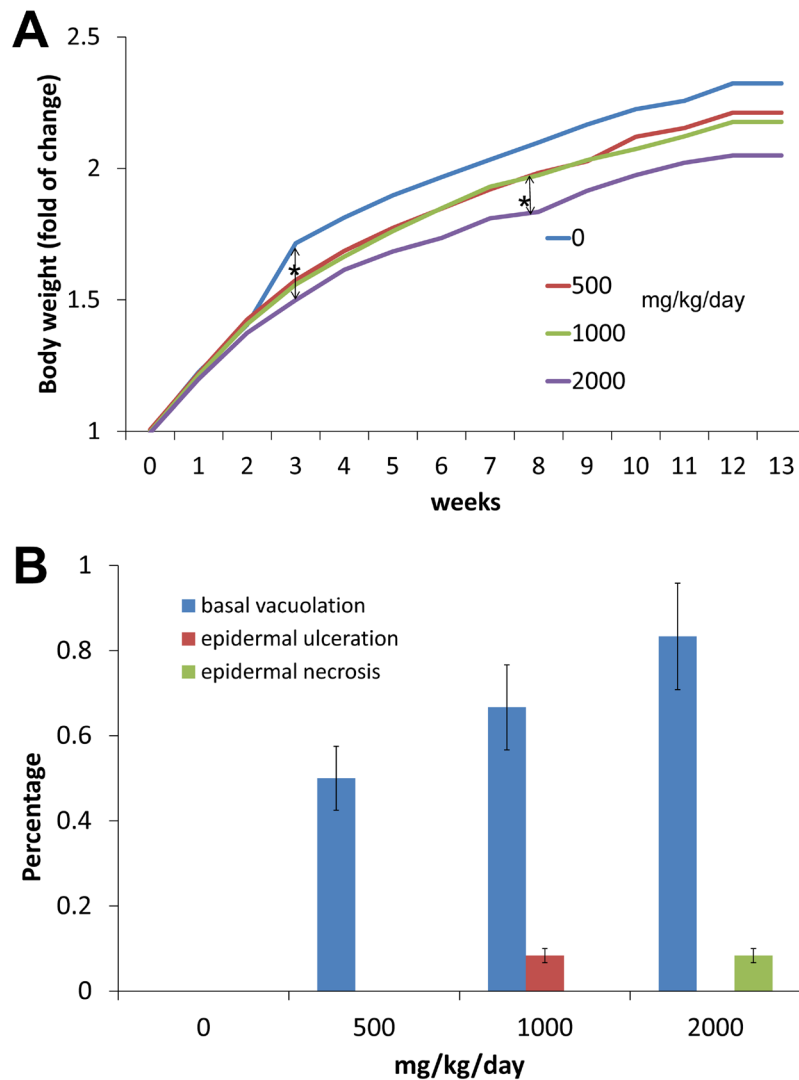 A
2.5
2
1.5
1
Body weight (fold of change)
*
*
0
500
1000
2000
mg/kg/day
0 1 2 3 4 5 6 7 8 9 10 11 12 13
weeks
B
1
0.8
0.6
0.4
0.2
0
Percentage
basal vacuolation
epidermal ulceration
epidermal necrosis
0 500 1000 2000
mg/kg/day